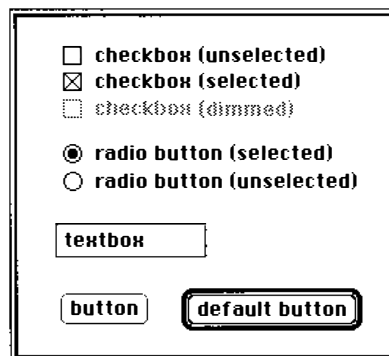 checkbox (unselected)
checkbox (selected)
checkbox (dimmed)
radio button (selected)
radio button (unselected)
textbox
button
default button